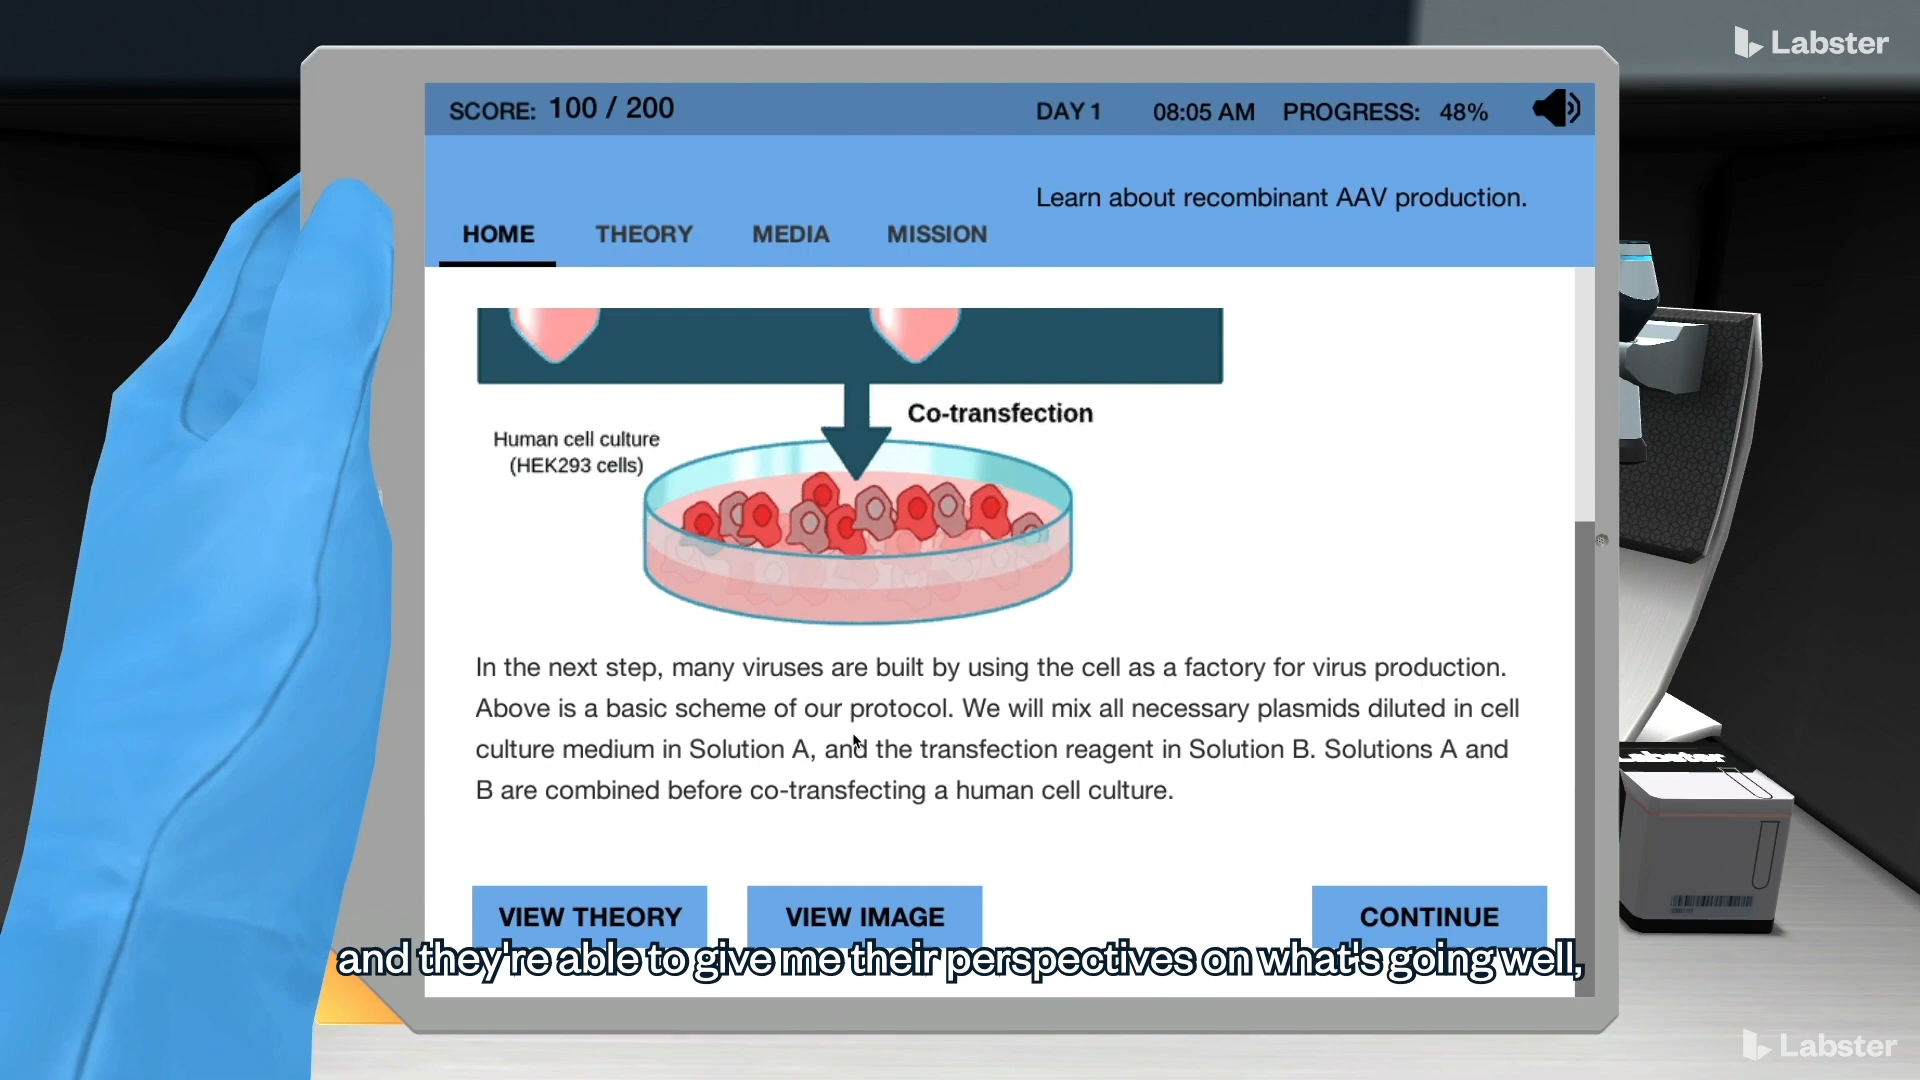 Labster
SCORE: 100 / 200
DAY 1
08:05 AM
PROGRESS: 48%
Learn about recombinant AAV production.
HOME
THEORY
MEDIA
MISSION
Co-transfection
Human cell culture
(HEK293 cells)
In the next step, many viruses are built by using the cell as a factory for virus production.
Above is a basic scheme of our protocol. We will mix all necessary plasmids diluted in cell
culture medium in Solution A, and the transfection reagent in Solution B. Solutions A and
B are combined before co-transfecting a human cell culture.
Labster
VIEW THEORY
VIEW IMAGE
CONTINUE
and they're able to give me their perspectives on what's going well,
Labster